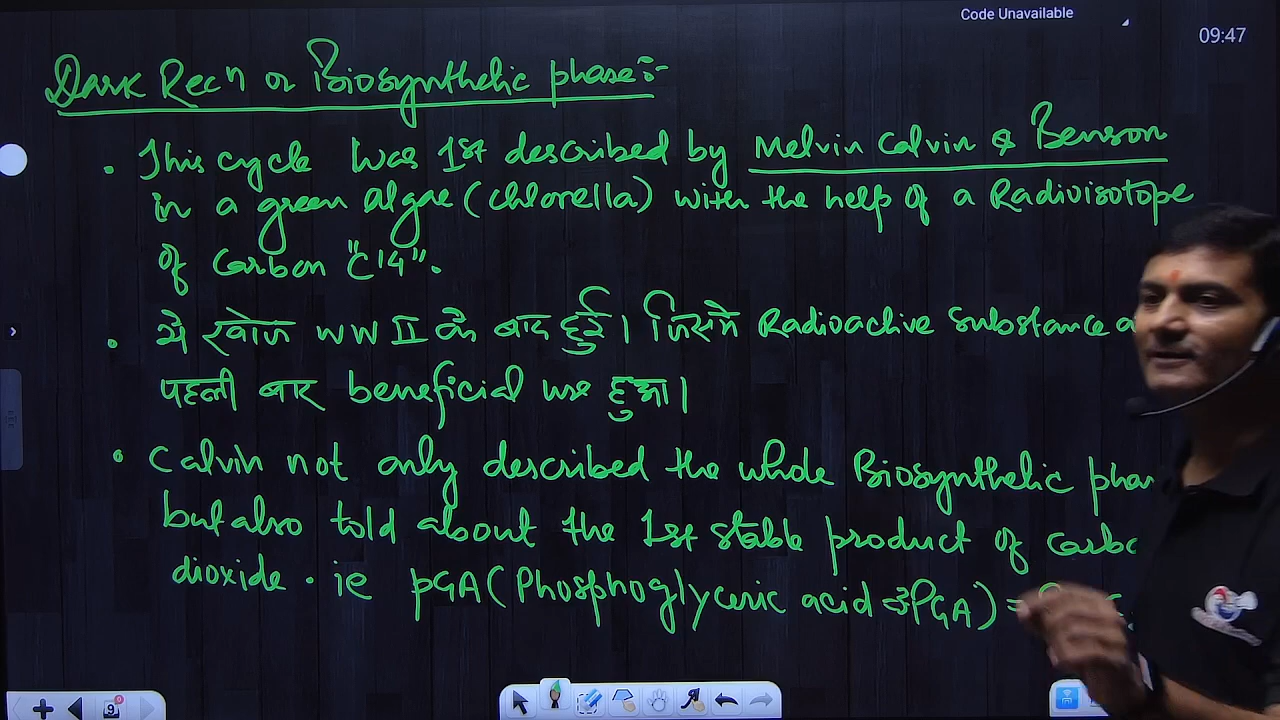 Code Unavailable
09:47
Dark Recⁿ or Biosynthetic phase:-
• This cycle was 1st described by Melvin Calvin & Benson
in a green algae (chlorella) with the help of a Radioisotope
of carbon "C14".
• ये खोज WW II के बाद हुई। जिसमे Radioactive substance
पहली बार beneficial use हुआ।
• Calvin not only described the whole Biosynthetic
but also told about the 1st stable product of
dioxide. ie PGA (Phosphoglyceric acid ⇒ 3PGA) =
9